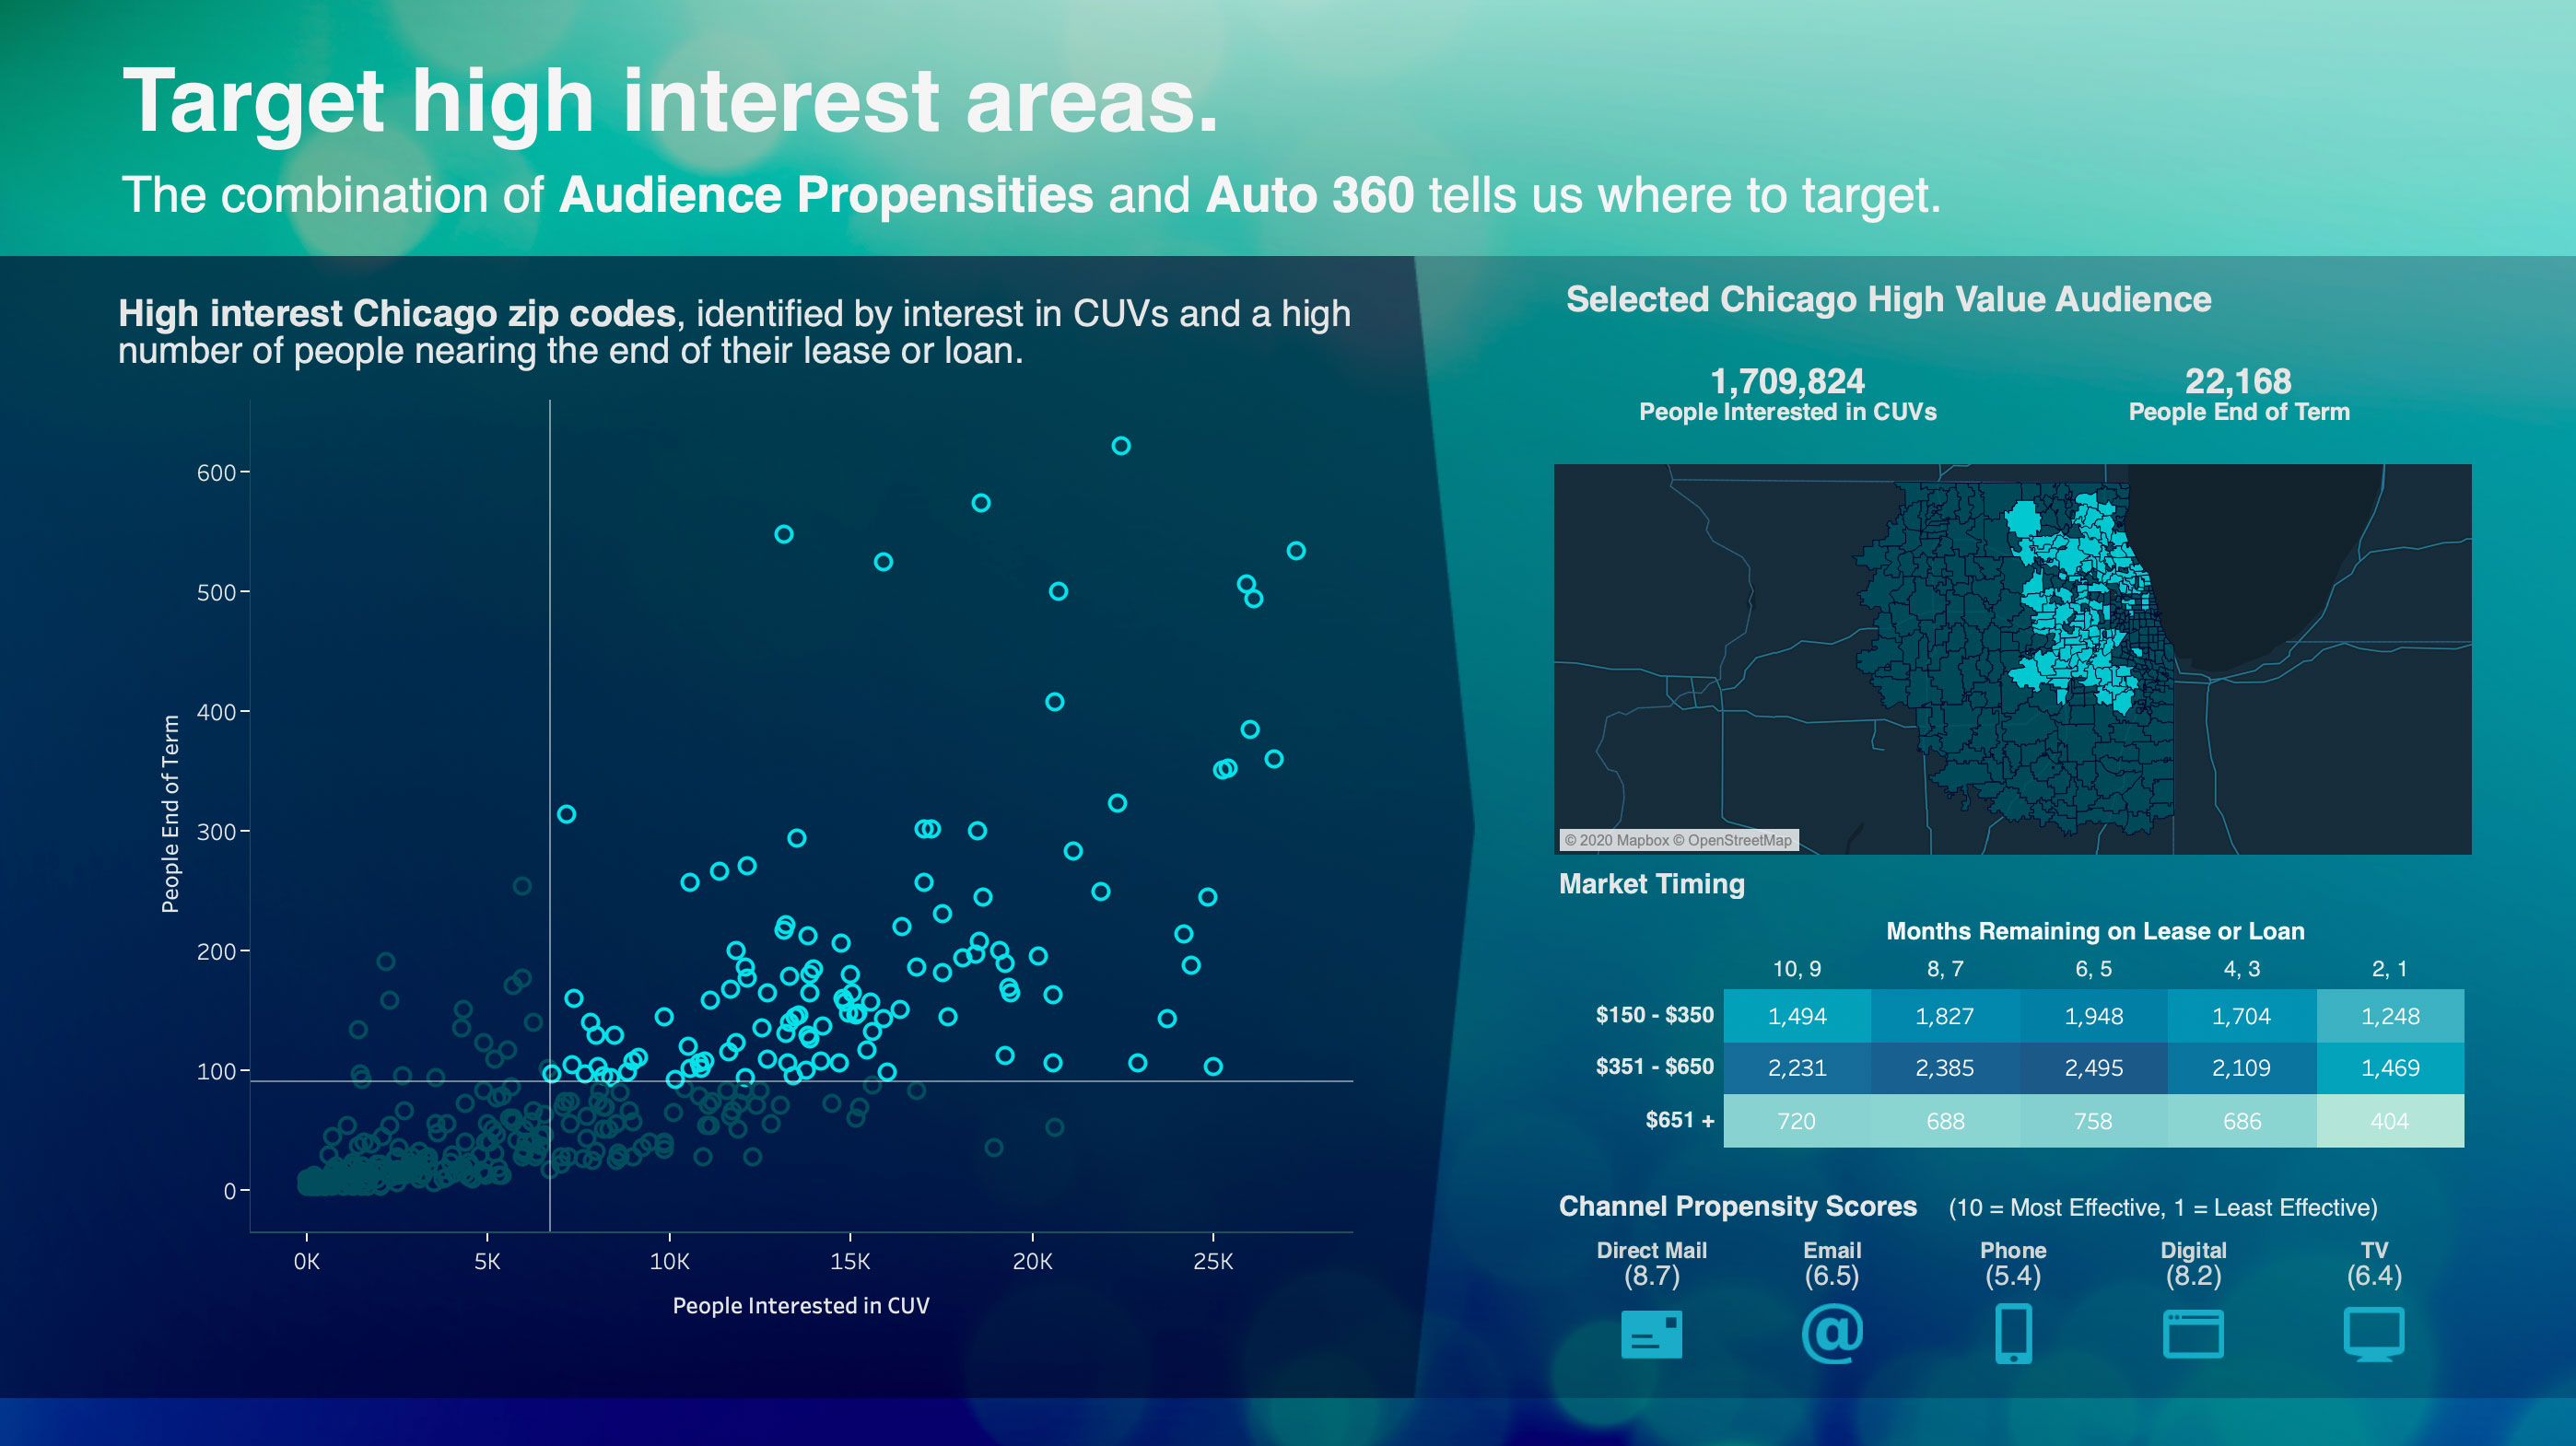 Target high interest areas.
The combination of Audience Propensities and Auto 360 tells us where to target.
High interest Chicago zip codes, identified by interest in CUVs and a high
number of people nearing the end of their lease or loan.
People End of Term
600
500
400
300
200
100
0
0K 5K 10K 15K 20K 25K
People Interested in CUV
Selected Chicago High Value Audience
1,709,824 22,168
People Interested in CUVs People End of Term
© 2020 Mapbox © OpenStreetMap
Market Timing
Months Remaining on Lease or Loan
10, 9 8, 7 6, 5 4, 3 2, 1
$150 - $350 1,494 1,827 1,948 1,704 1,248
$351 - $650 2,231 2,385 2,495 2,109 1,469
$651 + 720 688 758 686 404
Channel Propensity Scores (10 = Most Effective, 1 = Least Effective)
Direct Mail Email Phone Digital TV
(8.7) (6.5) (5.4) (8.2) (6.4)